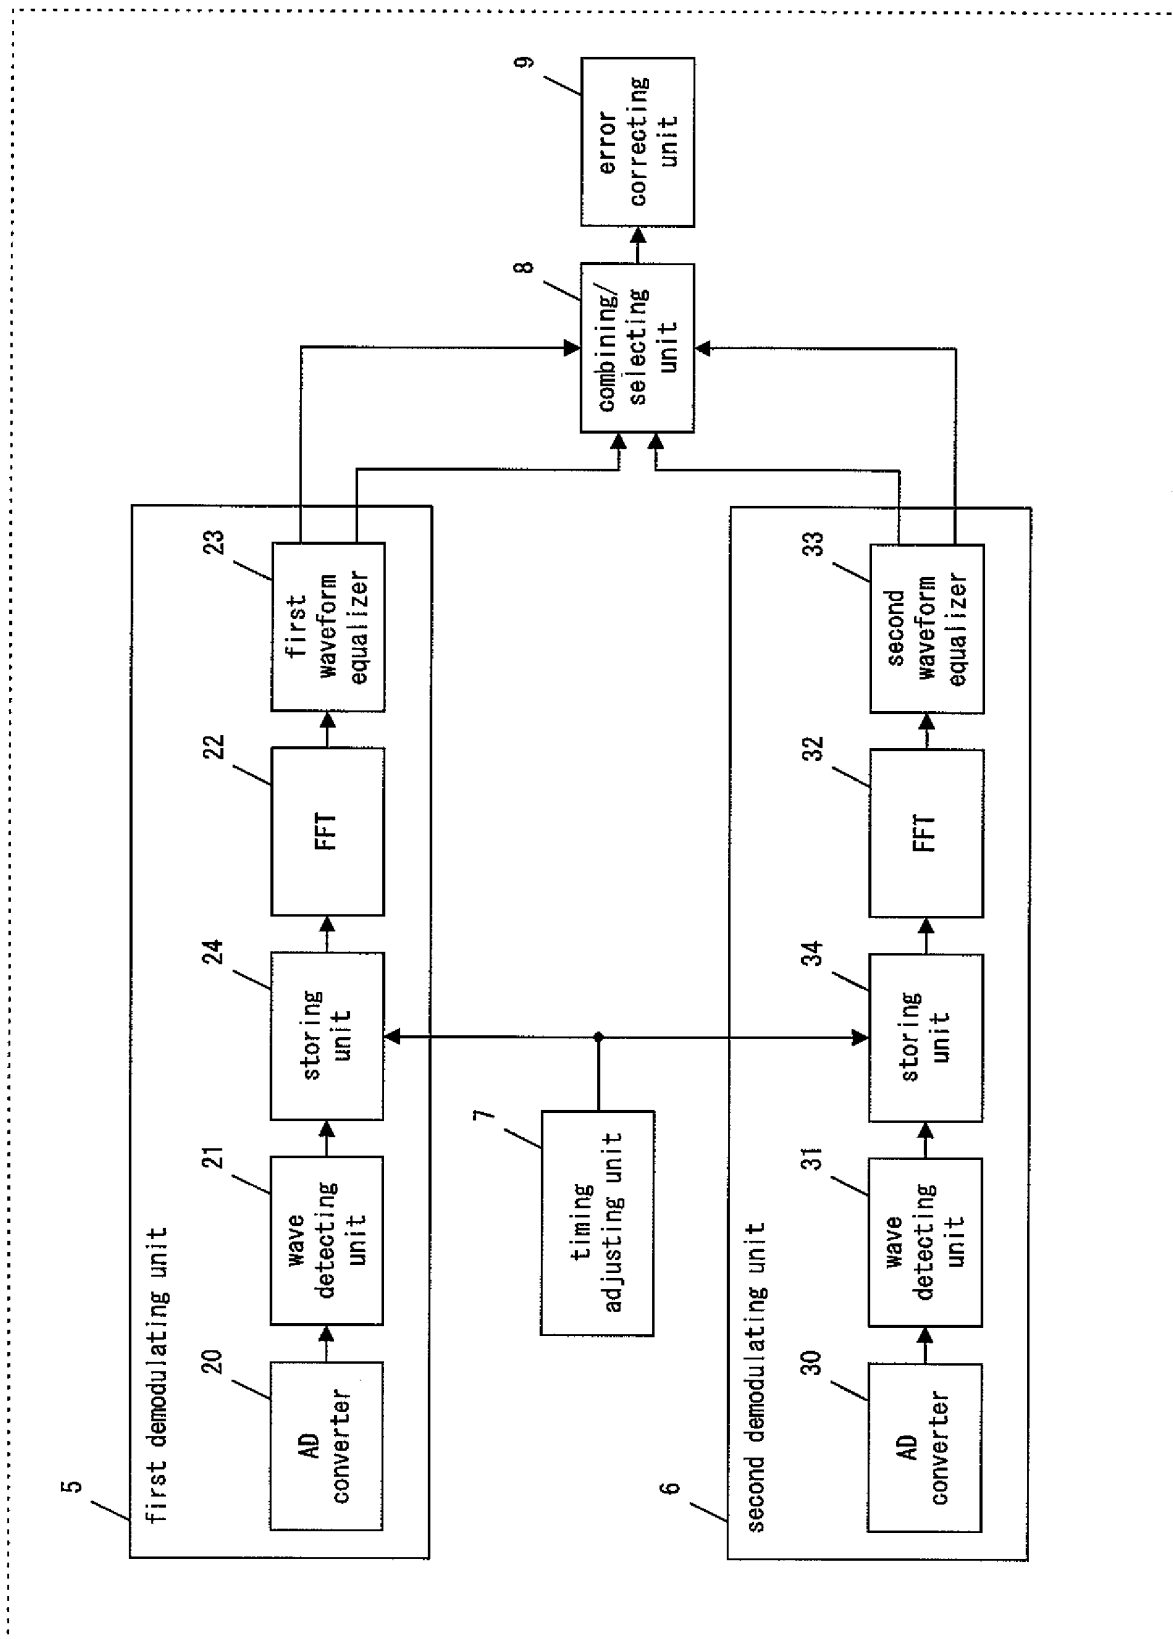 5
first demodulating unit
20
AD
converter
21
wave
detecting
unit
24
storing
unit
22
FFT
23
first
waveform
equalizer
7
timing
adjusting unit
8
combining/
selecting
unit
9
error
correcting
unit
6
second demodulating unit
30
AD
converter
31
wave
detecting
unit
34
storing
unit
32
FFT
33
second
waveform
equalizer